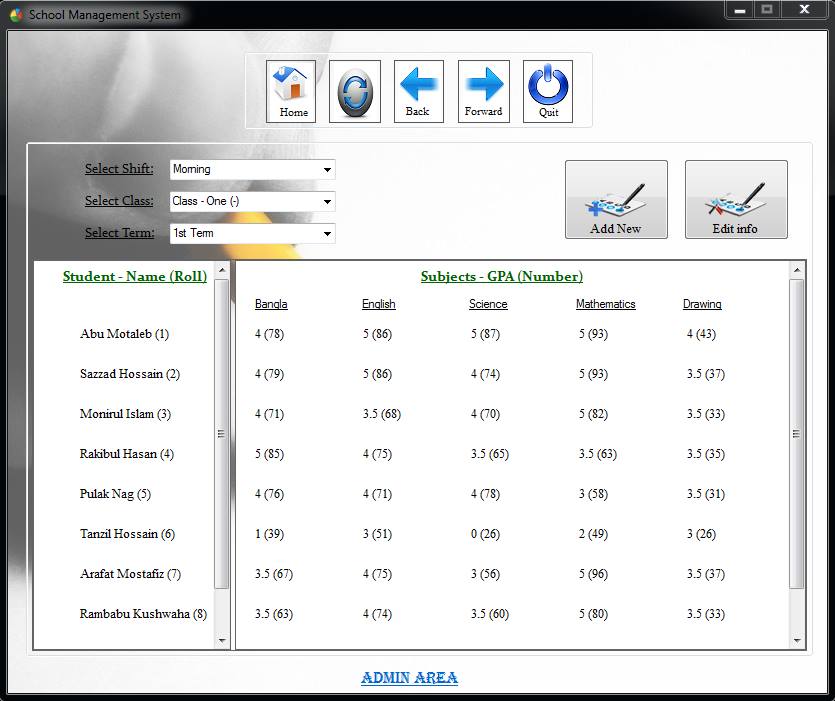 School Management System
Home Back Forward Quit
Select Shift: Morning
Select Class: Class - One (-)
Select Term: 1st Term
Add New Edit info
Student - Name (Roll) Subjects - GPA (Number)
Bangla English Science Mathematics Drawing
Abu Motaleb (1) 4 (78) 5 (86) 5 (87) 5 (93) 4 (43)
Sazzad Hossain (2) 4 (79) 5 (86) 4 (74) 5 (93) 3.5 (37)
Monirul Islam (3) 4 (71) 3.5 (68) 4 (70) 5 (82) 3.5 (33)
Rakibul Hasan (4) 5 (85) 4 (75) 3.5 (65) 3.5 (63) 3.5 (35)
Pulak Nag (5) 4 (76) 4 (71) 4 (78) 3 (58) 3.5 (31)
Tanzil Hossain (6) 1 (39) 3 (51) 0 (26) 2 (49) 3 (26)
Arafat Mostafiz (7) 3.5 (67) 4 (75) 3 (56) 5 (96) 3.5 (37)
Rambabu Kushwaha (8) 3.5 (63) 4 (74) 3.5 (60) 5 (80) 3.5 (33)
ADMIN AREA